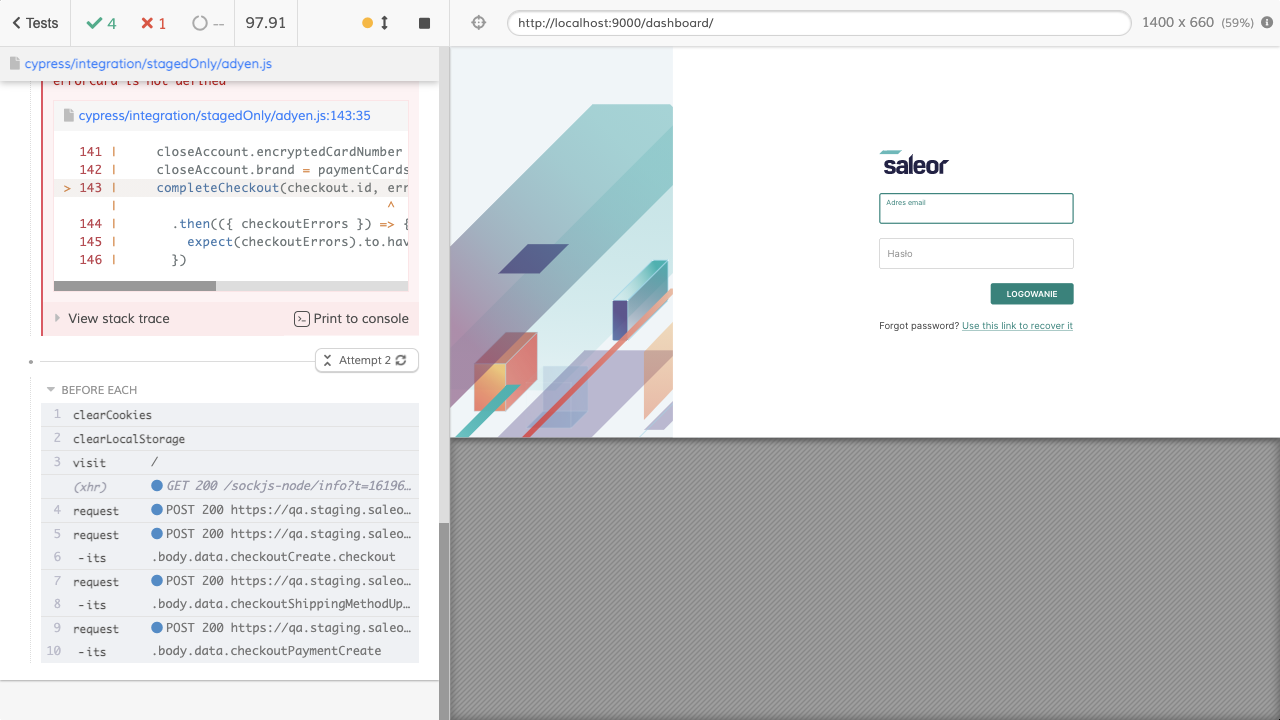 Tests
4
1
--
97.91
http://localhost:9000/dashboard/
1400 x 660 (59%)
cypress/integration/stagedOnly/adyen.js
errorCard is not defined
cypress/integration/stagedOnly/adyen.js:143:35
141 | closeAccount.encryptedCardNumber
142 | closeAccount.brand = paymentCards
> 143 | completeCheckout(checkout.id, err
| ^
144 | .then(({ checkoutErrors }) => {
145 | expect(checkoutErrors).to.hav
146 | })
View stack trace
Print to console
Attempt 2
BEFORE EACH
1 clearCookies
2 clearLocalStorage
3 visit /
(xhr) GET 200 /sockjs-node/info?t=16196…
4 request POST 200 https://qa.staging.saleo…
5 request POST 200 https://qa.staging.saleo…
6 -its .body.data.checkoutCreate.checkout
7 request POST 200 https://qa.staging.saleo…
8 -its .body.data.checkoutShippingMethodUp…
9 request POST 200 https://qa.staging.saleo…
10 -its .body.data.checkoutPaymentCreate
saleor
Adres email
Hasło
LOGOWANIE
Forgot password? Use this link to recover it